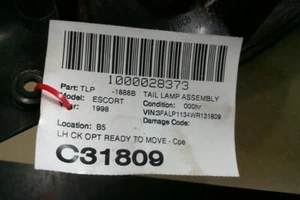 1000028373
Part: TLP -1888B TAIL LAMP ASSEMBLY
Model: ESCORT Condition: 000hr
Year: 1998 VIN:3FALP1134WR131809
Damage Code:
Location: B5
LH CK OPT READY TO MOVE - Cpe
C31809